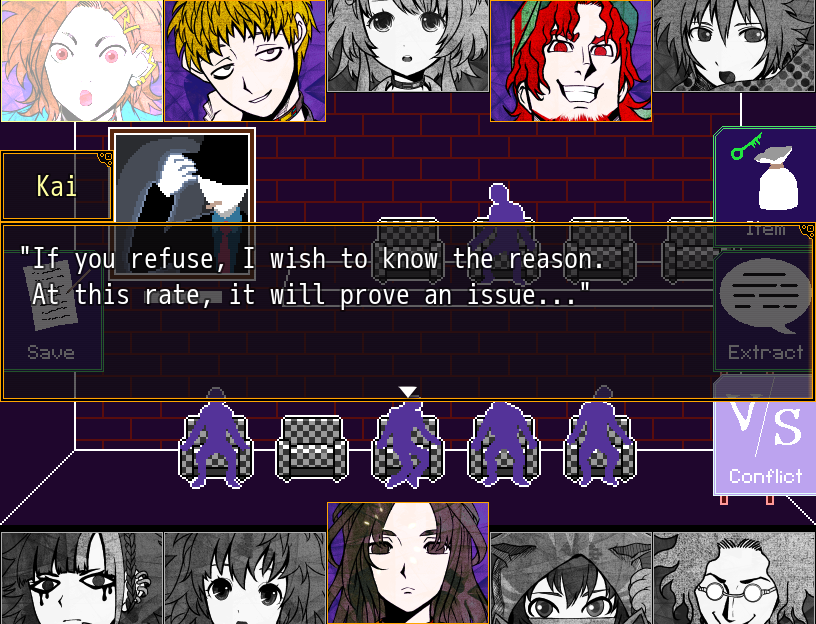 Kai
Item
"If you refuse, I wish to know the reason.
At this rate, it will prove an issue..."
Save
Extract
VS
Conflict